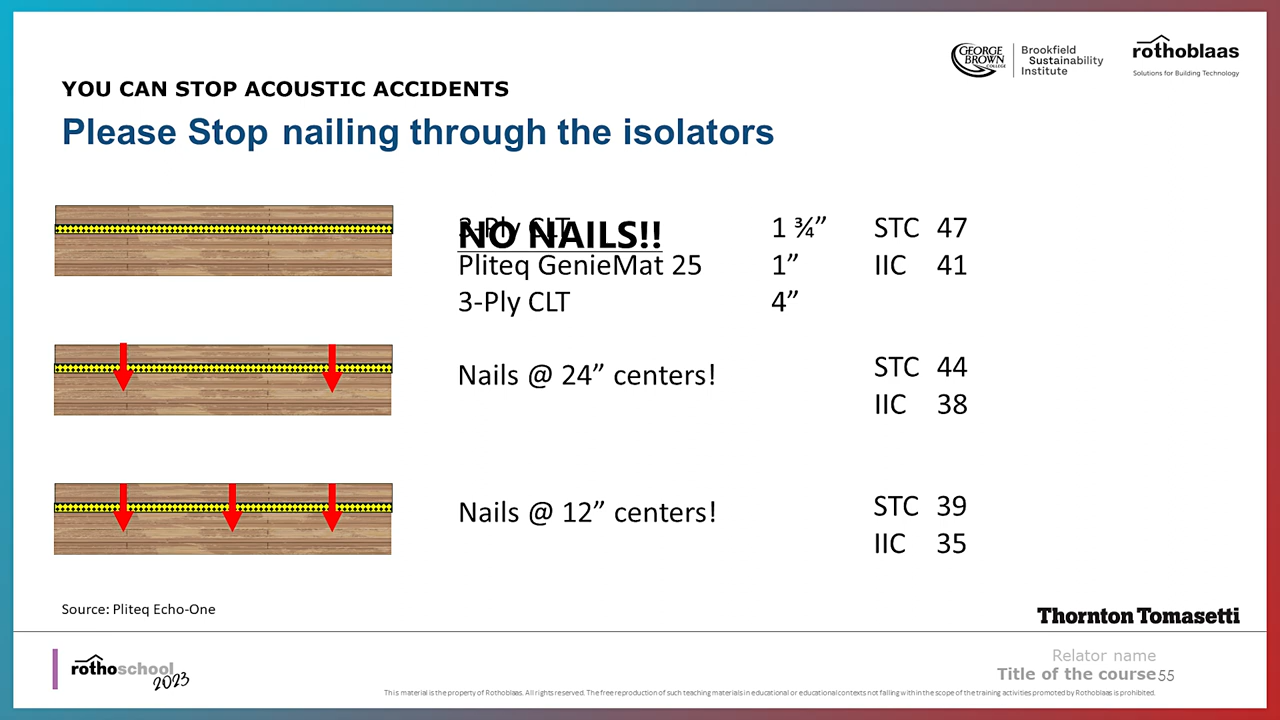 GEORGE BROWN COLLEGE
Brookfield Sustainability Institute
rothoblaas
Solutions for Building Technology
YOU CAN STOP ACOUSTIC ACCIDENTS
Please Stop nailing through the isolators
3-Ply CLT 1 ¾” STC 47
NO NAILS!!
Pliteq GenieMat 25 1” IIC 41
3-Ply CLT 4”
Nails @ 24” centers! STC 44
IIC 38
Nails @ 12” centers! STC 39
IIC 35
Source: Pliteq Echo-One
Thornton Tomasetti
rothoschool 2023
Relator name
Title of the course 55
This material is the property of Rothoblaas. All rights reserved. The free reproduction of such teaching materials in educational or educational contexts not falling within the scope of the training activities promoted by Rothoblaas is prohibited.